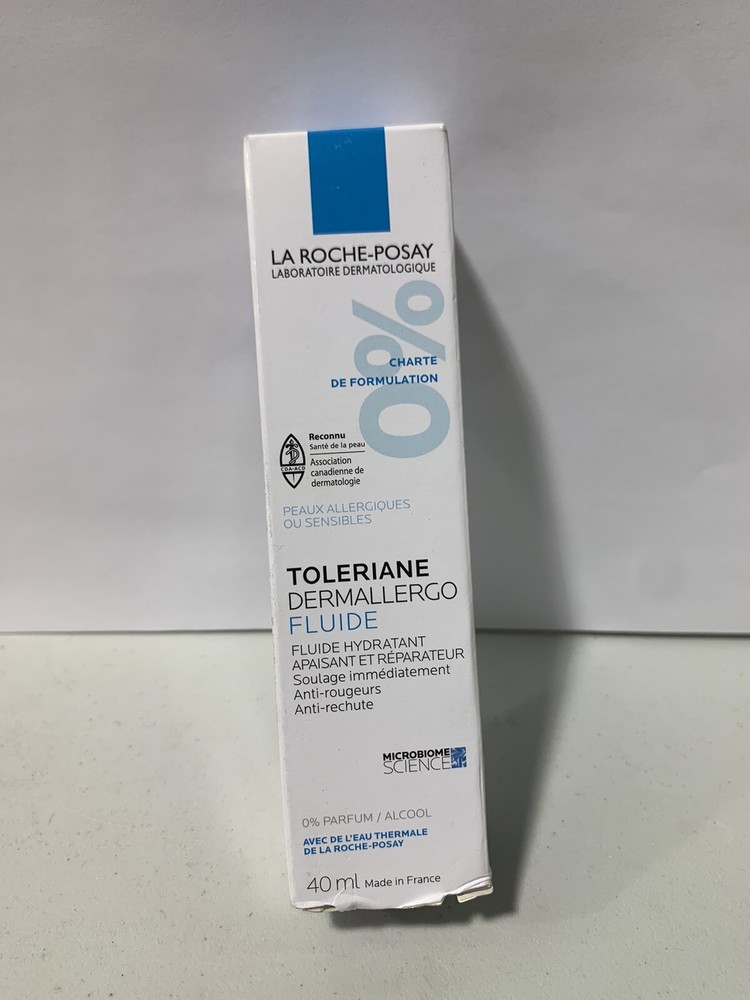 LA ROCHE-POSAY
LABORATOIRE DERMATOLOGIQUE
0%
CHARTE
DE FORMULATION
Reconnu
Santé de la peau
Association
canadienne de
dermatologie
CDA•ACD
PEAUX ALLERGIQUES
OU SENSIBLES
TOLERIANE
DERMALLERGO
FLUIDE
FLUIDE HYDRATANT
APAISANT ET RÉPARATEUR
Soulage immédiatement
Anti-rougeurs
Anti-rechute
MICROBIOME
SCIENCE
0% PARFUM / ALCOOL
AVEC DE L'EAU THERMALE
DE LA ROCHE-POSAY
40 ml Made in France